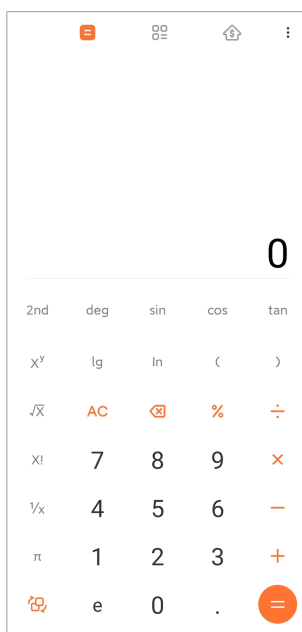 0
2nd deg sin cos tan
Xʸ lg ln ( )
√X AC % ÷
X! 7 8 9 ×
¹/x 4 5 6 −
π 1 2 3 +
e 0 . =